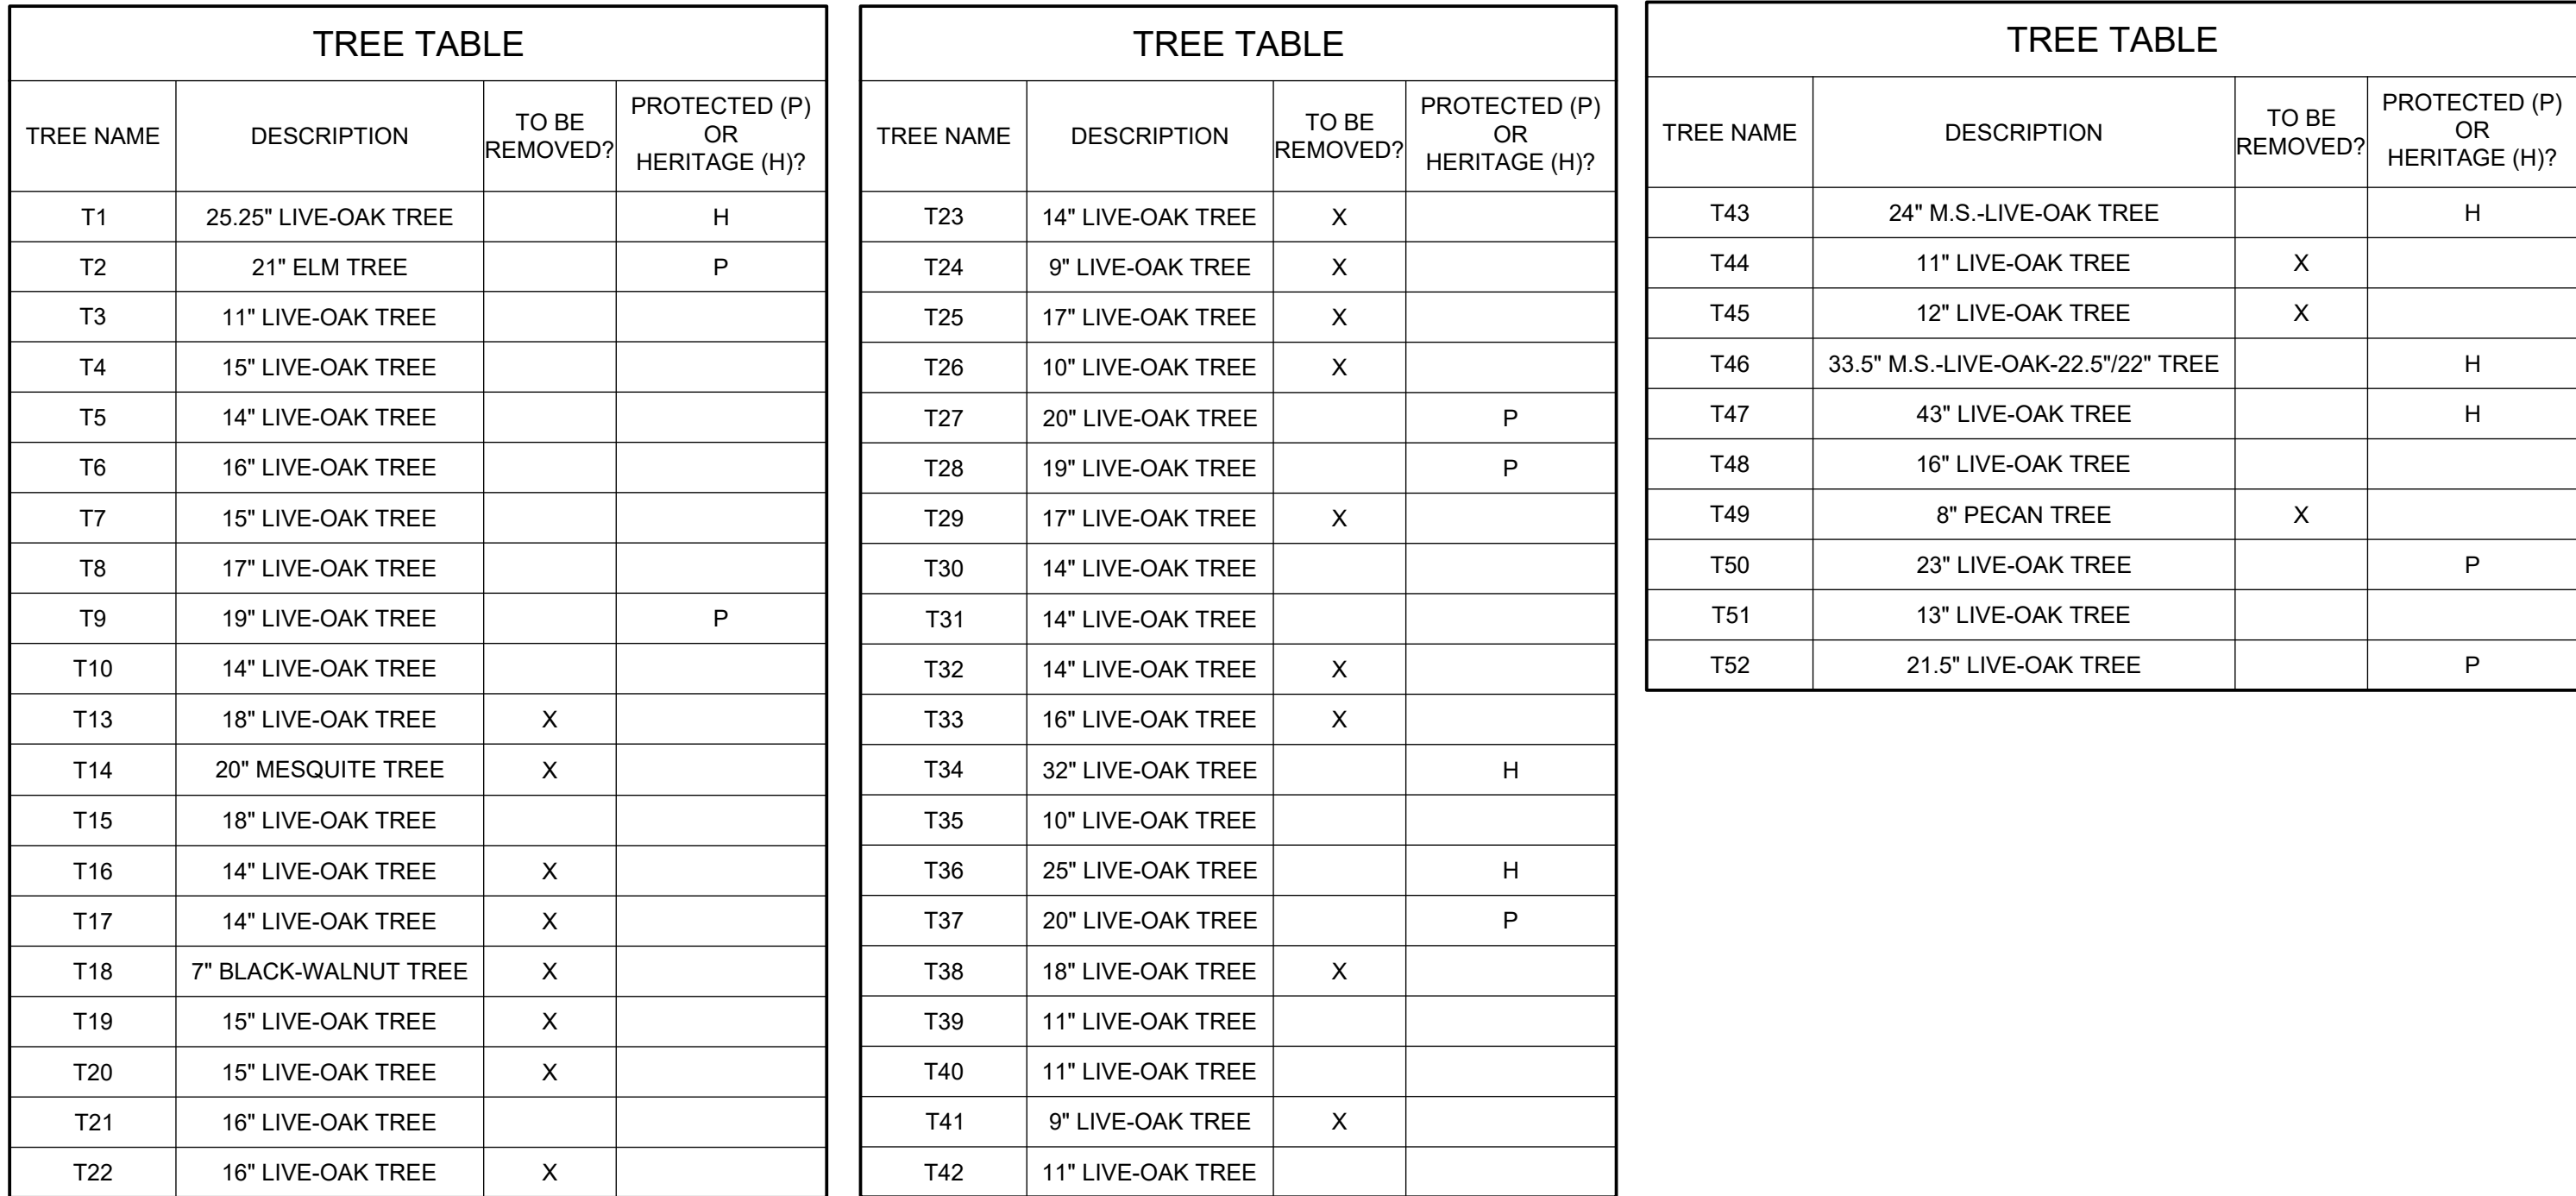 TREE TABLE
TREE NAME DESCRIPTION TO BE REMOVED? PROTECTED (P) OR HERITAGE (H)?
T1 25.25" LIVE-OAK TREE H
T2 21" ELM TREE P
T3 11" LIVE-OAK TREE
T4 15" LIVE-OAK TREE
T5 14" LIVE-OAK TREE
T6 16" LIVE-OAK TREE
T7 15" LIVE-OAK TREE
T8 17" LIVE-OAK TREE
T9 19" LIVE-OAK TREE P
T10 14" LIVE-OAK TREE
T13 18" LIVE-OAK TREE X
T14 20" MESQUITE TREE X
T15 18" LIVE-OAK TREE
T16 14" LIVE-OAK TREE X
T17 14" LIVE-OAK TREE X
T18 7" BLACK-WALNUT TREE X
T19 15" LIVE-OAK TREE X
T20 15" LIVE-OAK TREE X
T21 16" LIVE-OAK TREE
T22 16" LIVE-OAK TREE X
TREE TABLE
TREE NAME DESCRIPTION TO BE REMOVED? PROTECTED (P) OR HERITAGE (H)?
T23 14" LIVE-OAK TREE X
T24 9" LIVE-OAK TREE X
T25 17" LIVE-OAK TREE X
T26 10" LIVE-OAK TREE X
T27 20" LIVE-OAK TREE P
T28 19" LIVE-OAK TREE P
T29 17" LIVE-OAK TREE X
T30 14" LIVE-OAK TREE
T31 14" LIVE-OAK TREE
T32 14" LIVE-OAK TREE X
T33 16" LIVE-OAK TREE X
T34 32" LIVE-OAK TREE H
T35 10" LIVE-OAK TREE
T36 25" LIVE-OAK TREE H
T37 20" LIVE-OAK TREE P
T38 18" LIVE-OAK TREE X
T39 11" LIVE-OAK TREE
T40 11" LIVE-OAK TREE
T41 9" LIVE-OAK TREE X
T42 11" LIVE-OAK TREE
TREE TABLE
TREE NAME DESCRIPTION TO BE REMOVED? PROTECTED (P) OR HERITAGE (H)?
T43 24" M.S.-LIVE-OAK TREE H
T44 11" LIVE-OAK TREE X
T45 12" LIVE-OAK TREE X
T46 33.5" M.S.-LIVE-OAK-22.5"/22" TREE H
T47 43" LIVE-OAK TREE H
T48 16" LIVE-OAK TREE
T49 8" PECAN TREE X
T50 23" LIVE-OAK TREE P
T51 13" LIVE-OAK TREE
T52 21.5" LIVE-OAK TREE P